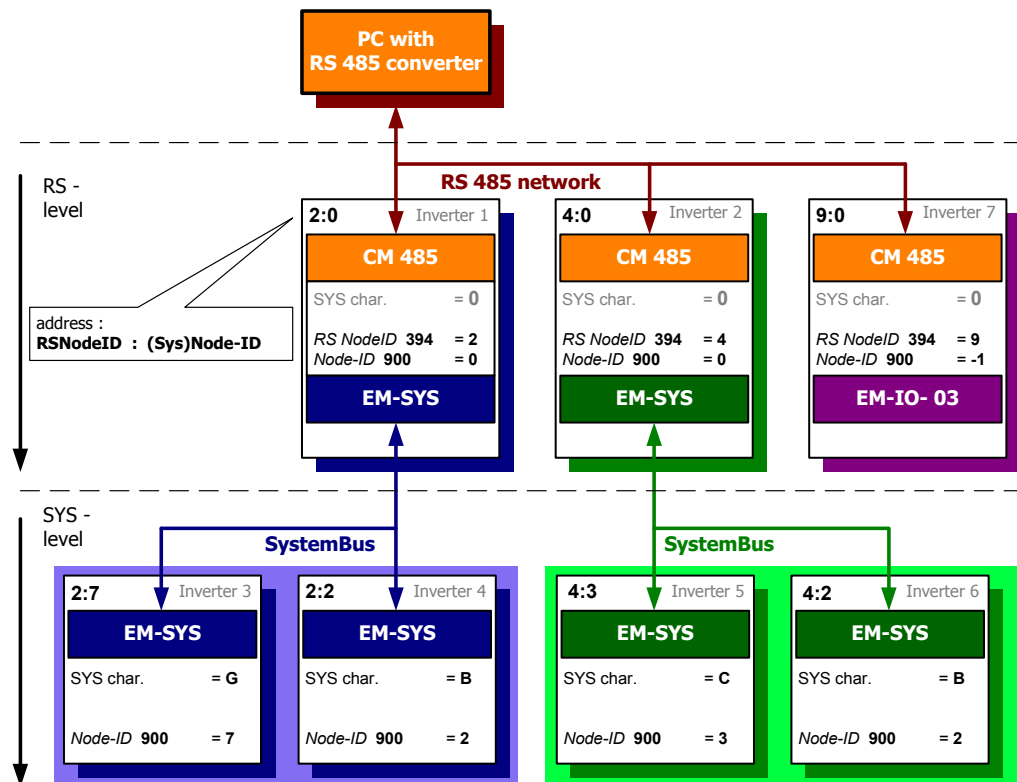 PC with
RS 485 converter
RS -
level
RS 485 network
2:0 Inverter 1
CM 485
SYS char. = 0
RS NodeID 394 = 2
Node-ID 900 = 0
EM-SYS
4:0 Inverter 2
CM 485
SYS char. = 0
RS NodeID 394 = 4
Node-ID 900 = 0
EM-SYS
9:0 Inverter 7
CM 485
SYS char. = 0
RS NodeID 394 = 9
Node-ID 900 = -1
EM-IO- 03
address :
RSNodeID : (Sys)Node-ID
SYS -
level
SystemBus
SystemBus
2:7 Inverter 3
EM-SYS
SYS char. = G
Node-ID 900 = 7
2:2 Inverter 4
EM-SYS
SYS char. = B
Node-ID 900 = 2
4:3 Inverter 5
EM-SYS
SYS char. = C
Node-ID 900 = 3
4:2 Inverter 6
EM-SYS
SYS char. = B
Node-ID 900 = 2